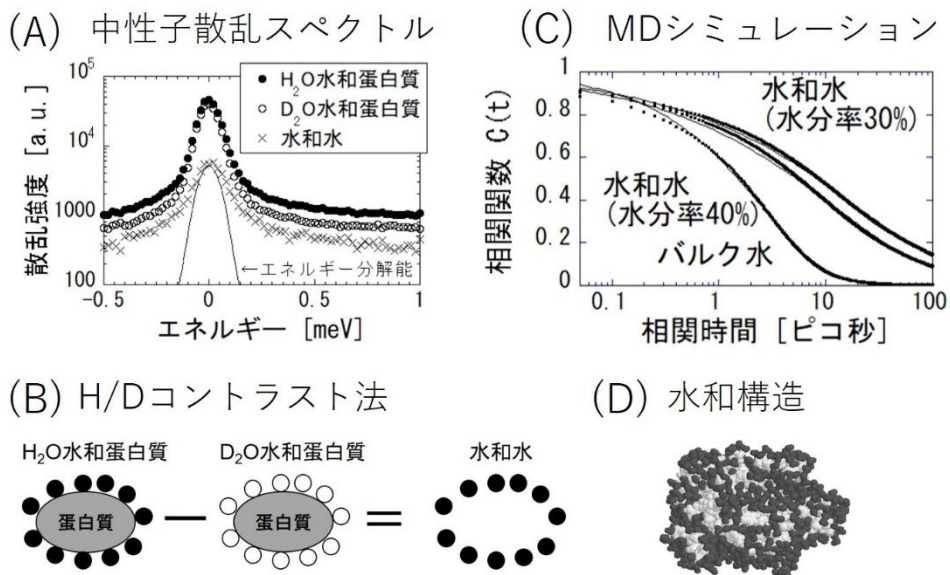 (A) 中性子散乱スペクトル
散乱強度 [a. u.]
10⁵
10⁴
1000
100
● H₂O水和蛋白質
○ D₂O水和蛋白質
× 水和水
←エネルギー分解能
-0.5
0
0.5
1
エネルギー [meV]
(C) MDシミュレーション
相関関数 C(t)
1
0.8
0.6
0.4
0.2
0
水和水
(水分率30%)
水和水
(水分率40%)
バルク水
0.1
1
10
100
相関時間 [ピコ秒]
(B) H/Dコントラスト法
H₂O水和蛋白質
蛋白質
D₂O水和蛋白質
蛋白質
水和水
(D) 水和構造